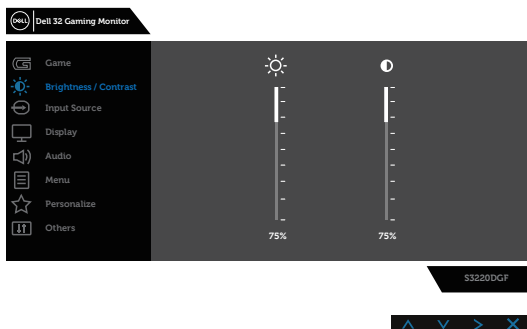 DELL Dell 32 Gaming Monitor
Game
Brightness / Contrast
Input Source
Display
Audio
Menu
Personalize
Others
75% 75%
S3220DGF